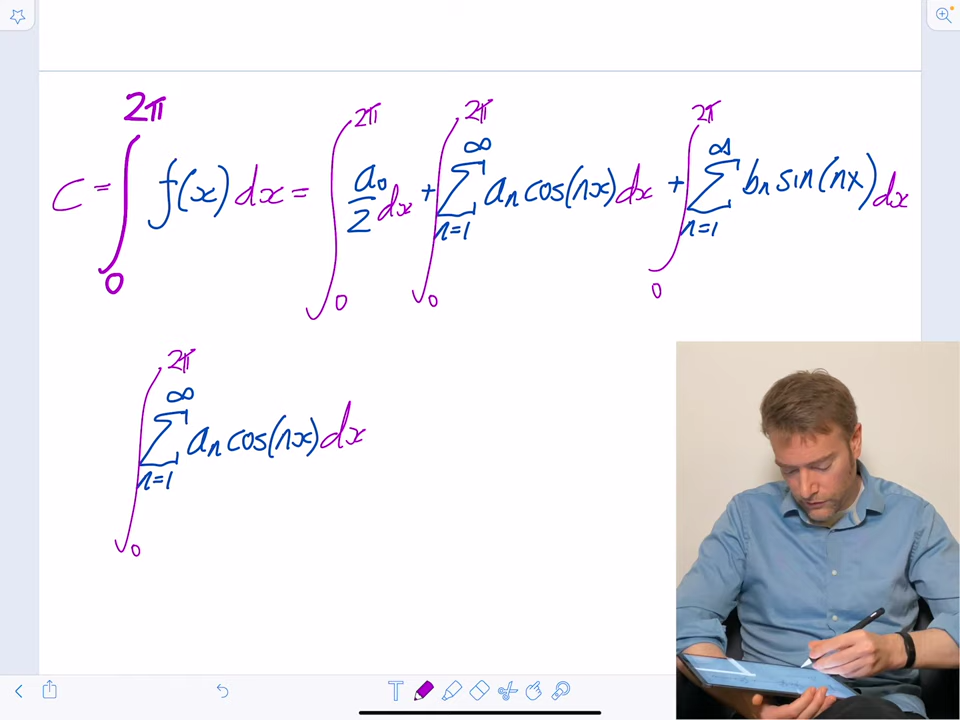 C = ∫₀^{2π} f(x) dx = ∫₀^{2π} a₀/2 dx + ∫₀^{2π} ∑_{n=1}^{∞} aₙ cos(nx) dx + ∫₀^{2π} ∑_{n=1}^{∞} bₙ sin(nx) dx
∫₀^{2π} ∑_{n=1}^{∞} aₙ cos(nx) dx
T